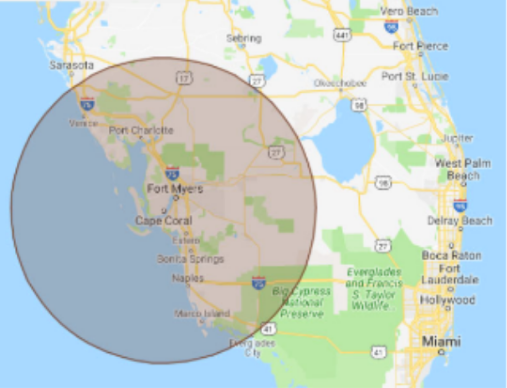 Vero Beach
95
Sebring
441
Fort Pierce
Sarasota
Port St. Lucie
17
27
Okeechobee
98
75
Venice
Port Charlotte
Jupiter
27
West Palm
Beach
75
98
Fort Myers
95
Cape Coral
Delray Beach
Estero
27
Bonita Springs
Boca Raton
Naples
75
Everglades
and Francis
S. Taylor
Wildlife...
Fort
Lauderdale
Big Cypress
National
Preserve
Hollywood
Marco Island
41
Miami
Everglades
City
41